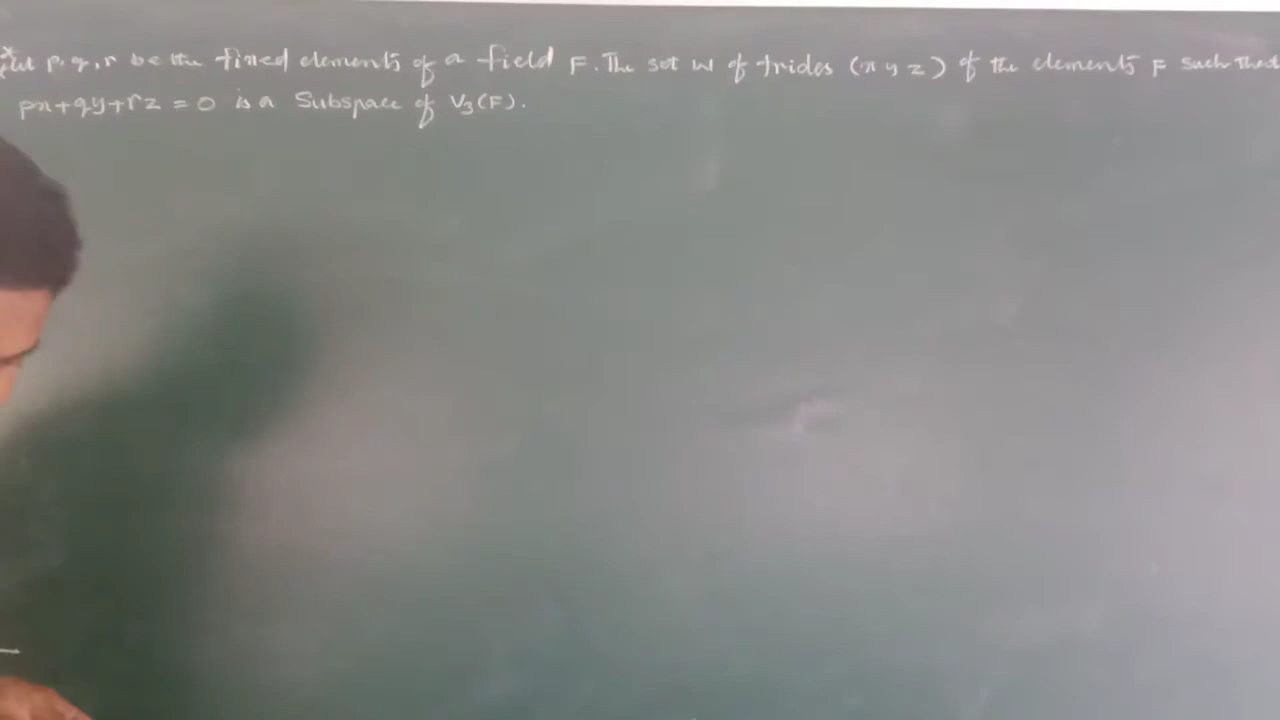 Let p, q, r be the fixed elements of a field F. The set W of trides (x y z) of the elements F such that
px+qy+rz = 0 is a Subspace of V₃(F).